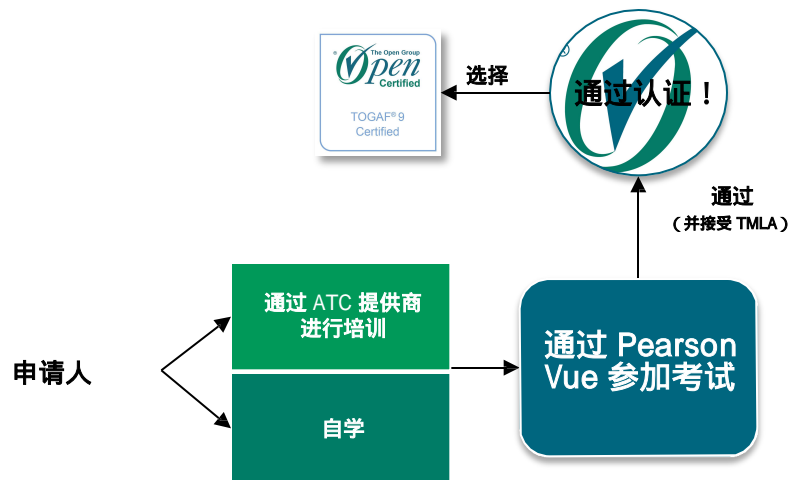 ® The Open Group
Open
Certified
TOGAF® 9
Certified
选择
®
通过认证！
通过
（并接受 TMLA）
通过 ATC 提供商
进行培训
申请人
自学
通过 Pearson
Vue 参加考试